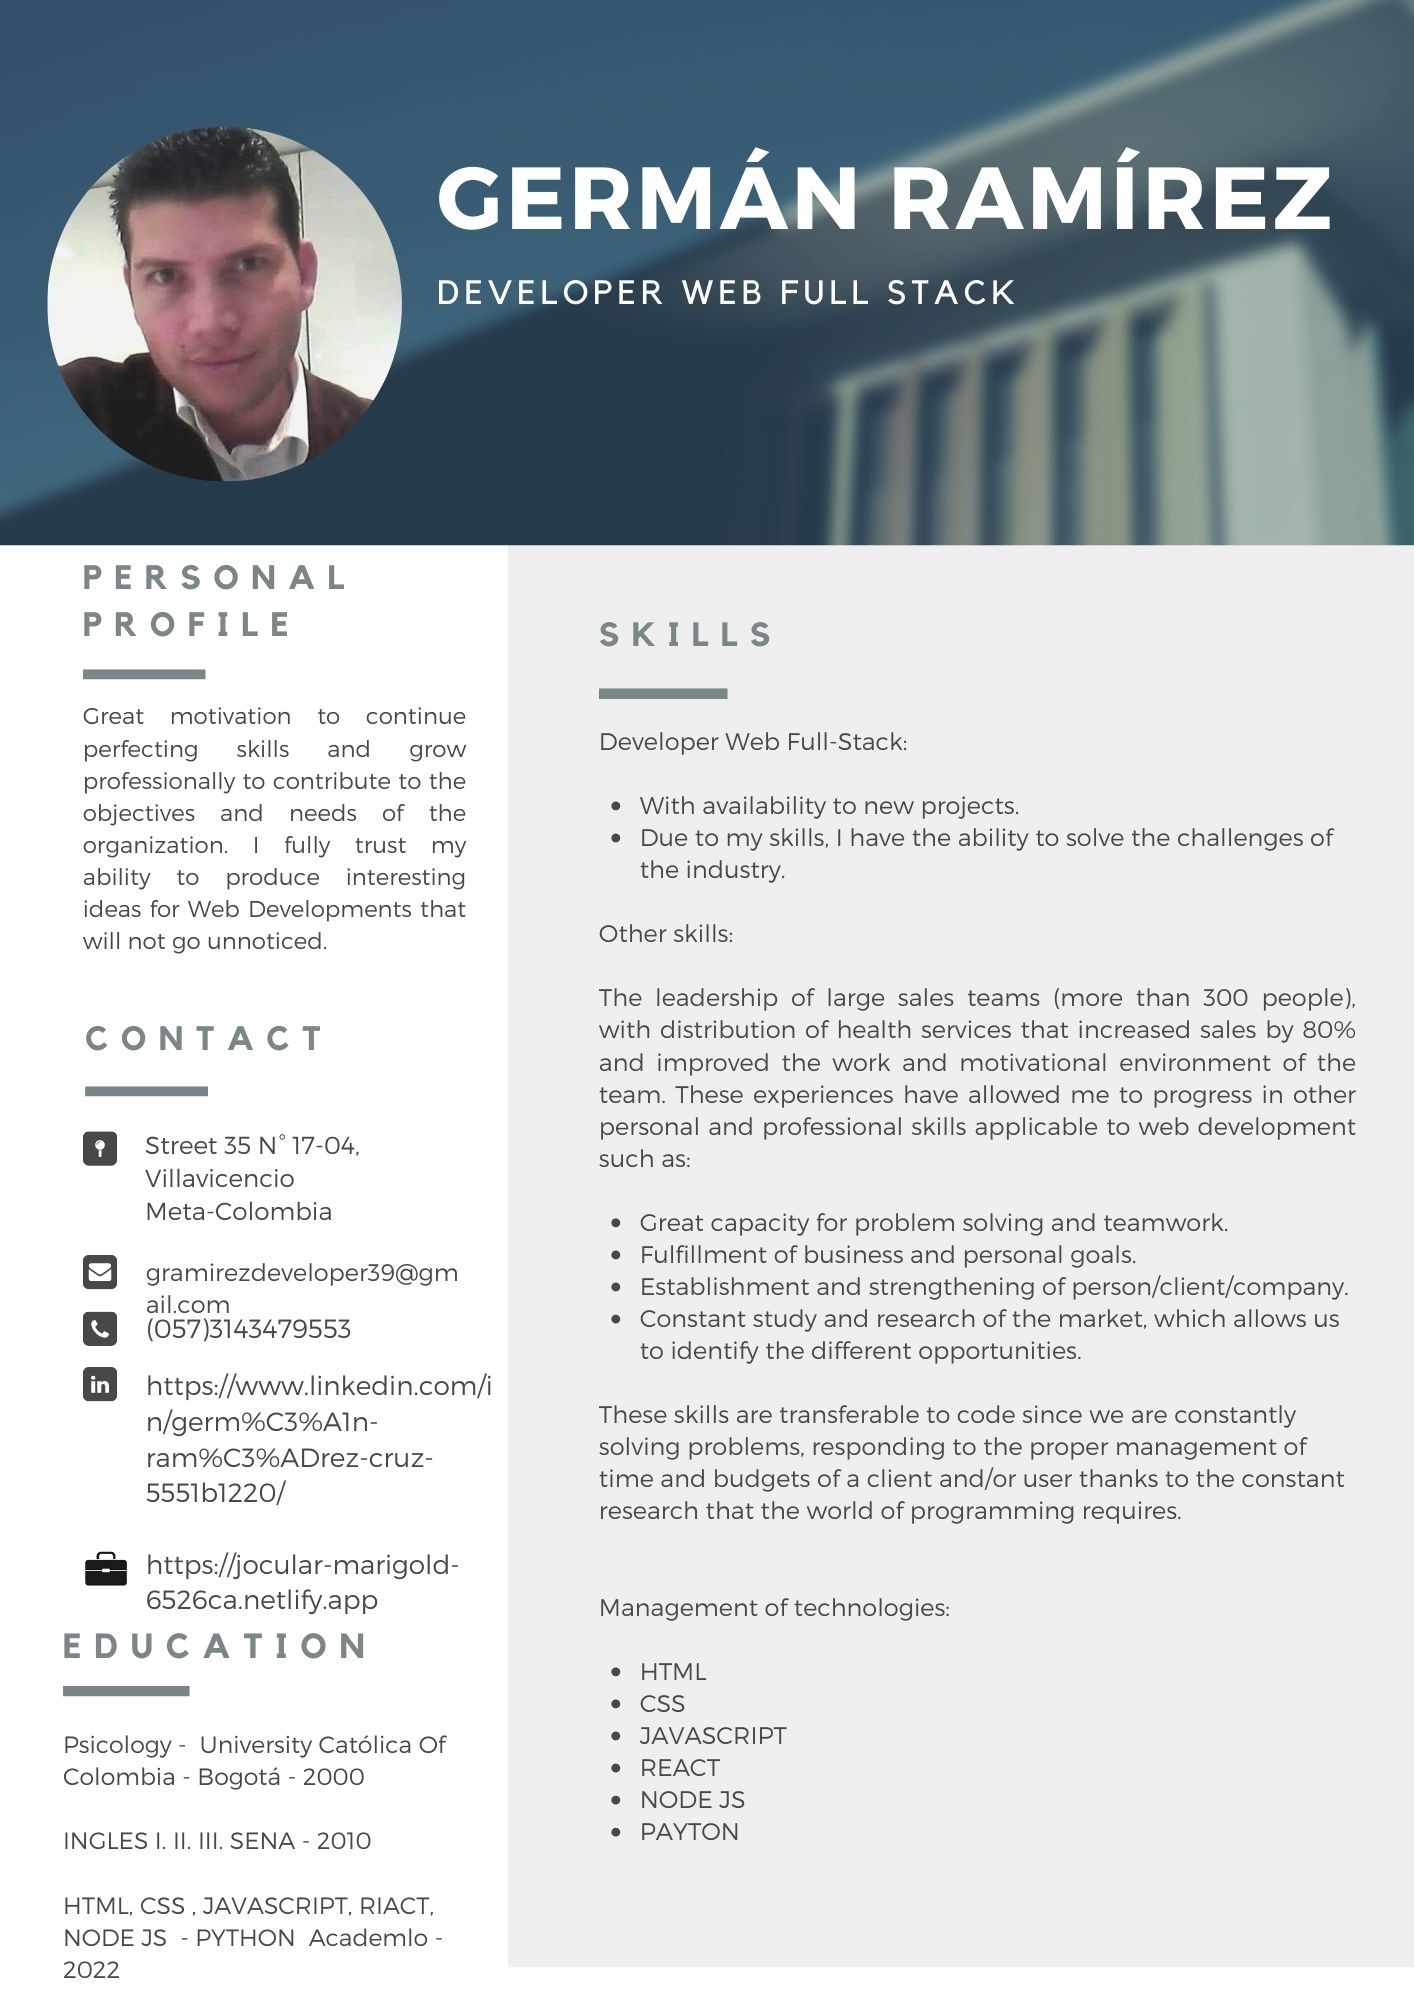 GERMÁN RAMÍREZ
DEVELOPER WEB FULL STACK
PERSONAL
PROFILE
Great motivation to continue
perfecting skills and grow
professionally to contribute to the
objectives and needs of the
organization. I fully trust my
ability to produce interesting
ideas for Web Developments that
will not go unnoticed.
CONTACT
Street 35 N° 17-04,
Villavicencio
Meta-Colombia
gramirezdeveloper39@gm
ail.com
(057)3143479553
https://www.linkedin.com/i
n/germ%C3%A1n-
ram%C3%ADrez-cruz-
5551b1220/
https://jocular-marigold-
6526ca.netlify.app
EDUCATION
Psicology - University Católica Of
Colombia - Bogotá - 2000
INGLES I. II. III. SENA - 2010
HTML, CSS , JAVASCRIPT, RIACT,
NODE JS - PYTHON Academlo -
2022
SKILLS
Developer Web Full-Stack:
• With availability to new projects.
• Due to my skills, I have the ability to solve the challenges of
the industry.
Other skills:
The leadership of large sales teams (more than 300 people),
with distribution of health services that increased sales by 80%
and improved the work and motivational environment of the
team. These experiences have allowed me to progress in other
personal and professional skills applicable to web development
such as:
• Great capacity for problem solving and teamwork.
• Fulfillment of business and personal goals.
• Establishment and strengthening of person/client/company.
• Constant study and research of the market, which allows us
to identify the different opportunities.
These skills are transferable to code since we are constantly
solving problems, responding to the proper management of
time and budgets of a client and/or user thanks to the constant
research that the world of programming requires.
Management of technologies:
• HTML
• CSS
• JAVASCRIPT
• REACT
• NODE JS
• PAYTON